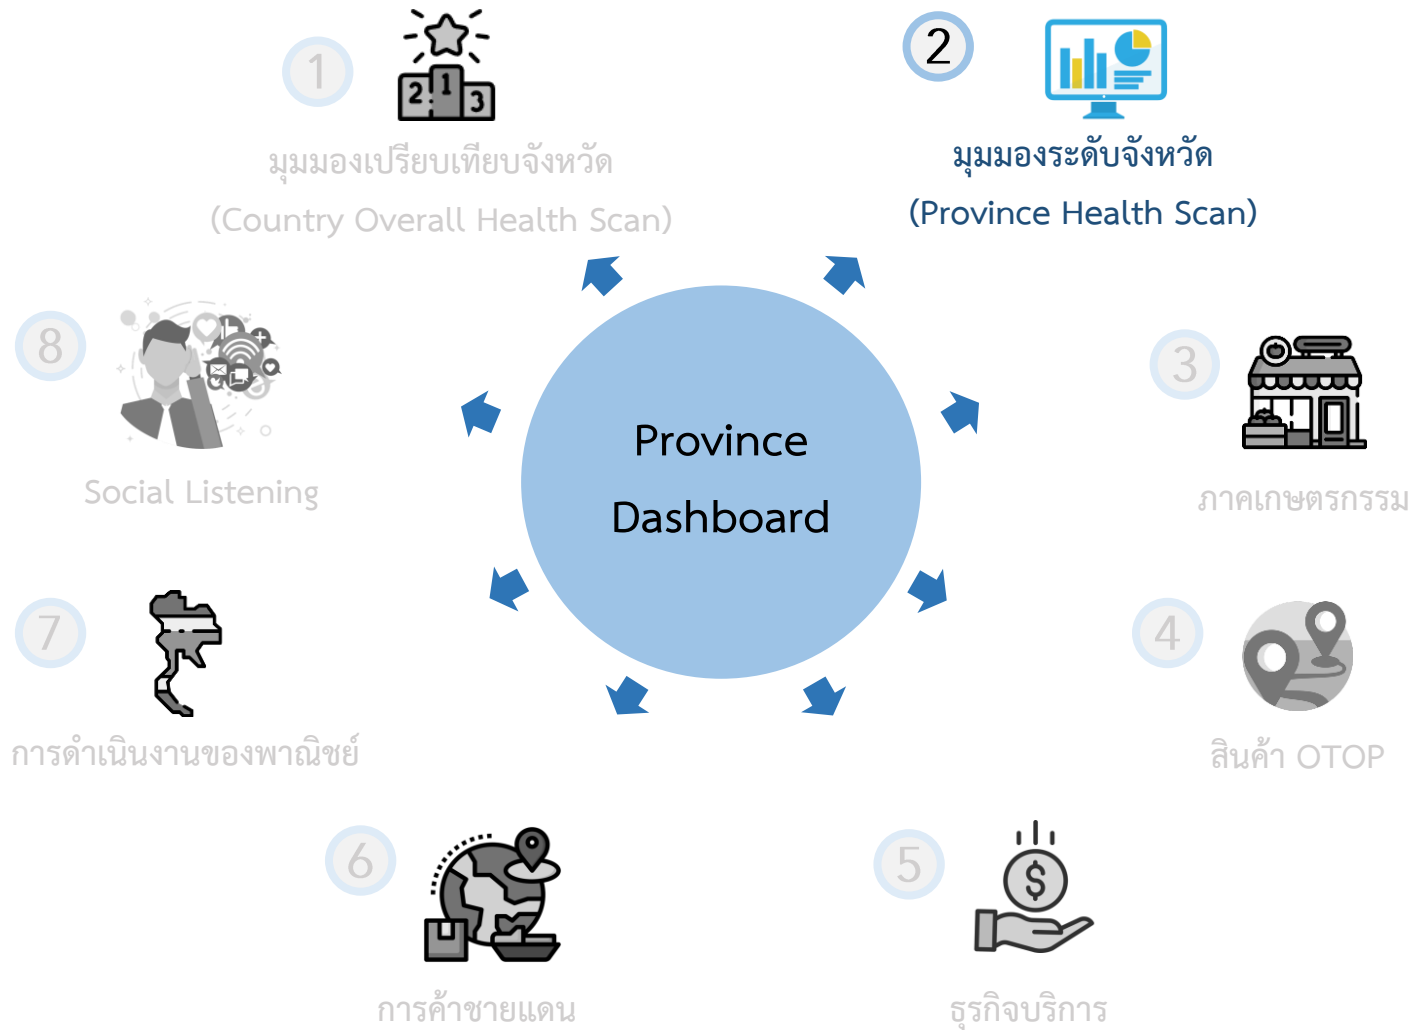 1
2 1 3
มุมมองเปรียบเทียบจังหวัด
(Country Overall Health Scan)
2
มุมมองระดับจังหวัด
(Province Health Scan)
3
ภาคเกษตรกรรม
4
สินค้า OTOP
5
$
ธุรกิจบริการ
6
การค้าชายแดน
7
การดำเนินงานของพาณิชย์
8
Social Listening
Province
Dashboard